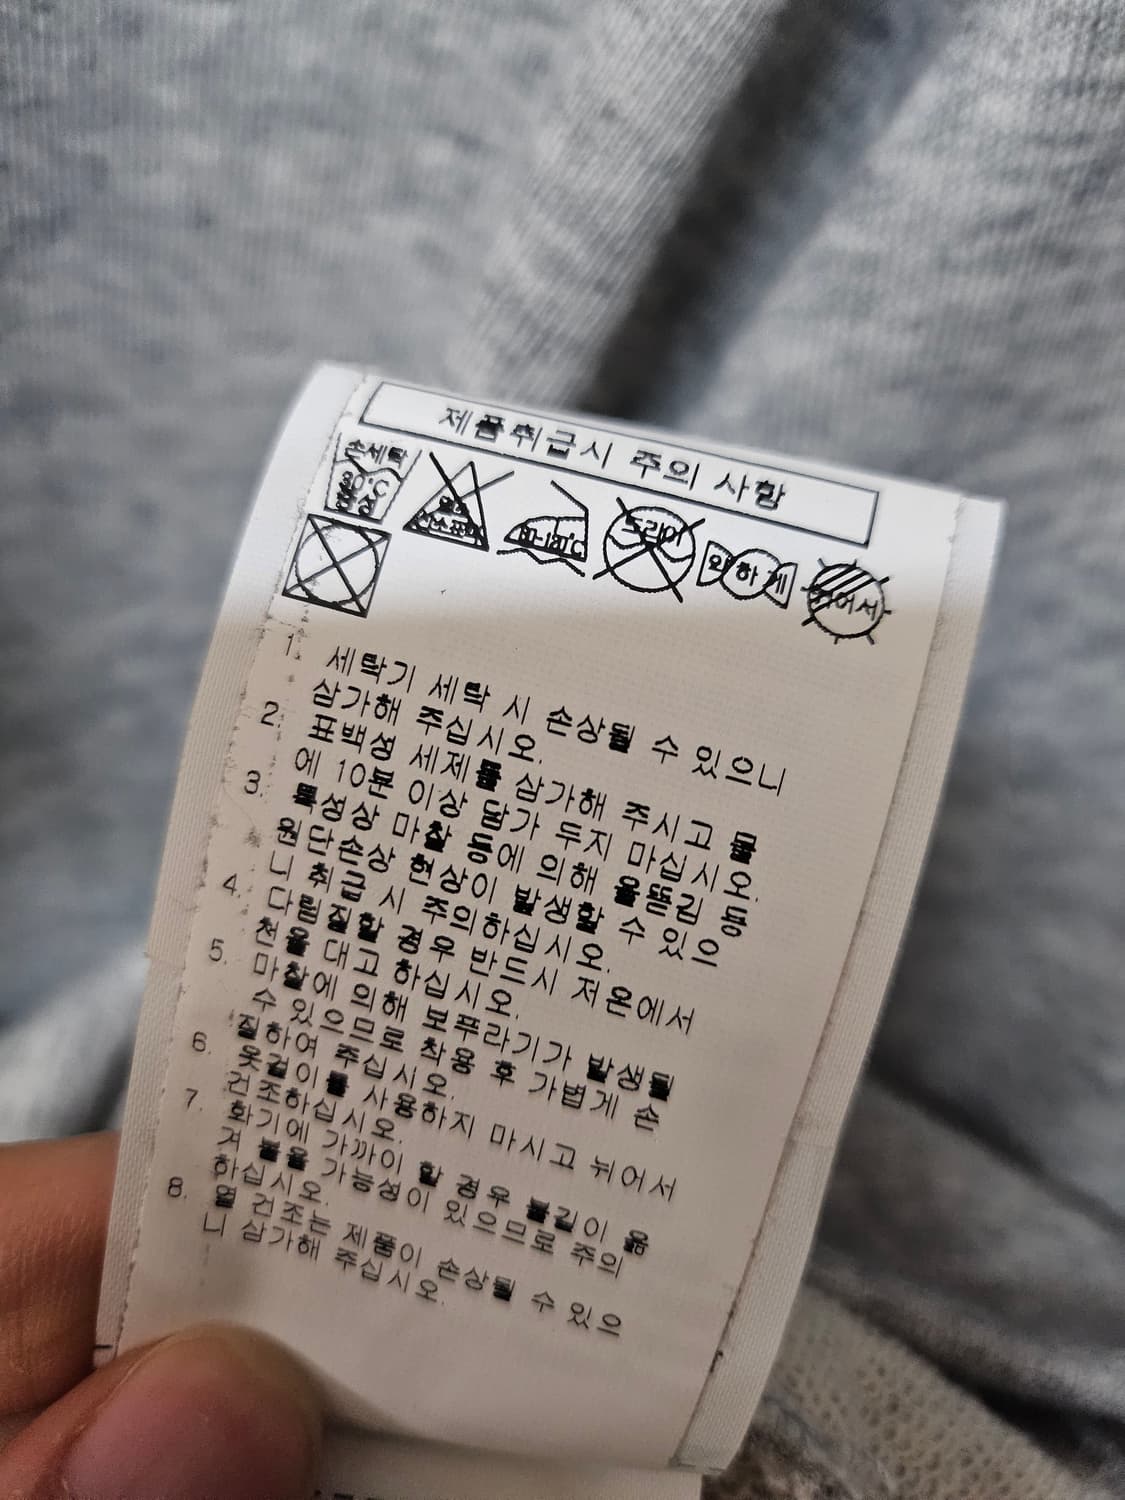 제품취급시 주의 사항
손세탁
30°C
중성
염소표백
80-120°C
드라이
약하게
뉘어서
1. 세탁기 세탁 시 손상될 수 있으니
삼가해 주십시오.
2. 표백성 세제를 삼가해 주시고 물
에 10분 이상 담가 두지 마십시오.
3. 특성상 마찰 등에 의해 올뜯김 등
원단손상 현상이 발생할 수 있으
니 취급 시 주의하십시오.
4. 다림질할 경우 반드시 저온에서
천을 대고 하십시오.
5. 마찰에 의해 보푸라기가 발생될
수 있으므로 착용 후 가볍게 손
질하여 주십시오.
6. 옷걸이를 사용하지 마시고 뉘어서
건조하십시오.
7. 화기에 가까이 할 경우 불길이 옮
겨 붙을 가능성이 있으므로 주의
하십시오.
8. 열 건조는 제품이 손상될 수 있으
니 삼가해 주십시오.